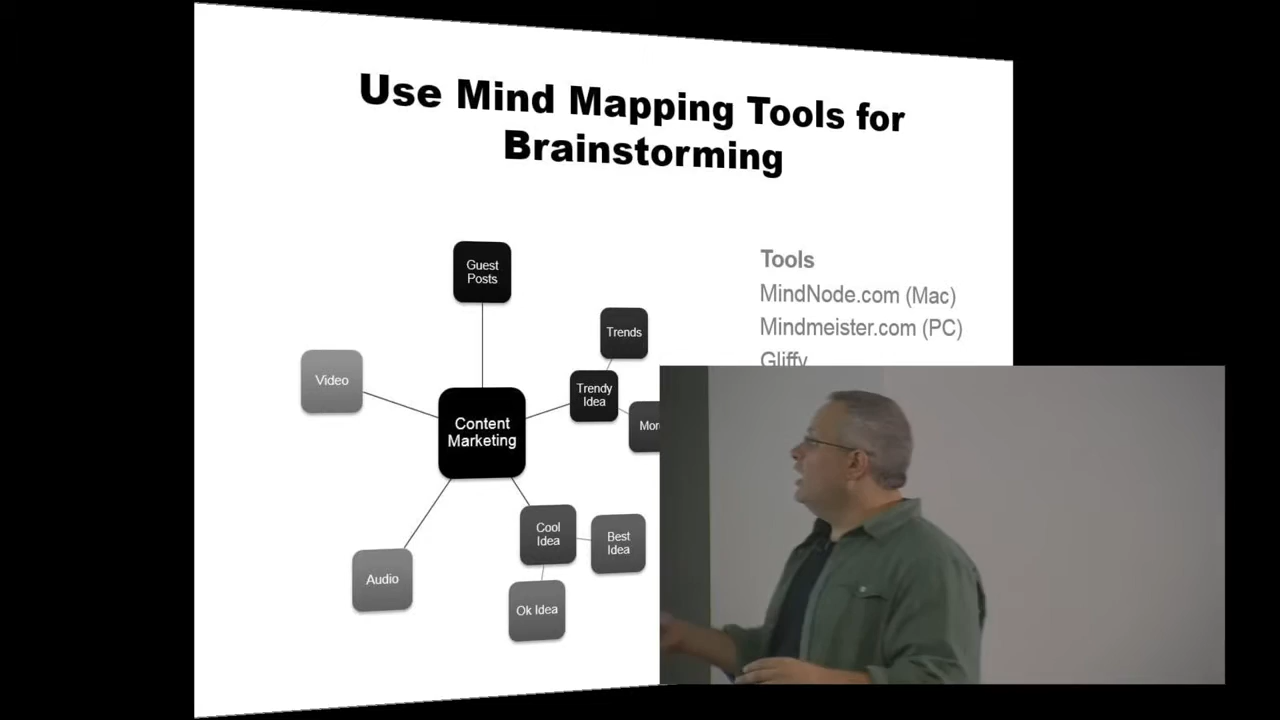 Use Mind Mapping Tools for
Brainstorming
Guest
Posts
Trends
Video
Trendy
Idea
Content
Marketing
Cool
Idea
Best
Idea
Audio
Ok Idea
Tools
MindNode.com (Mac)
Mindmeister.com (PC)
Gliffy